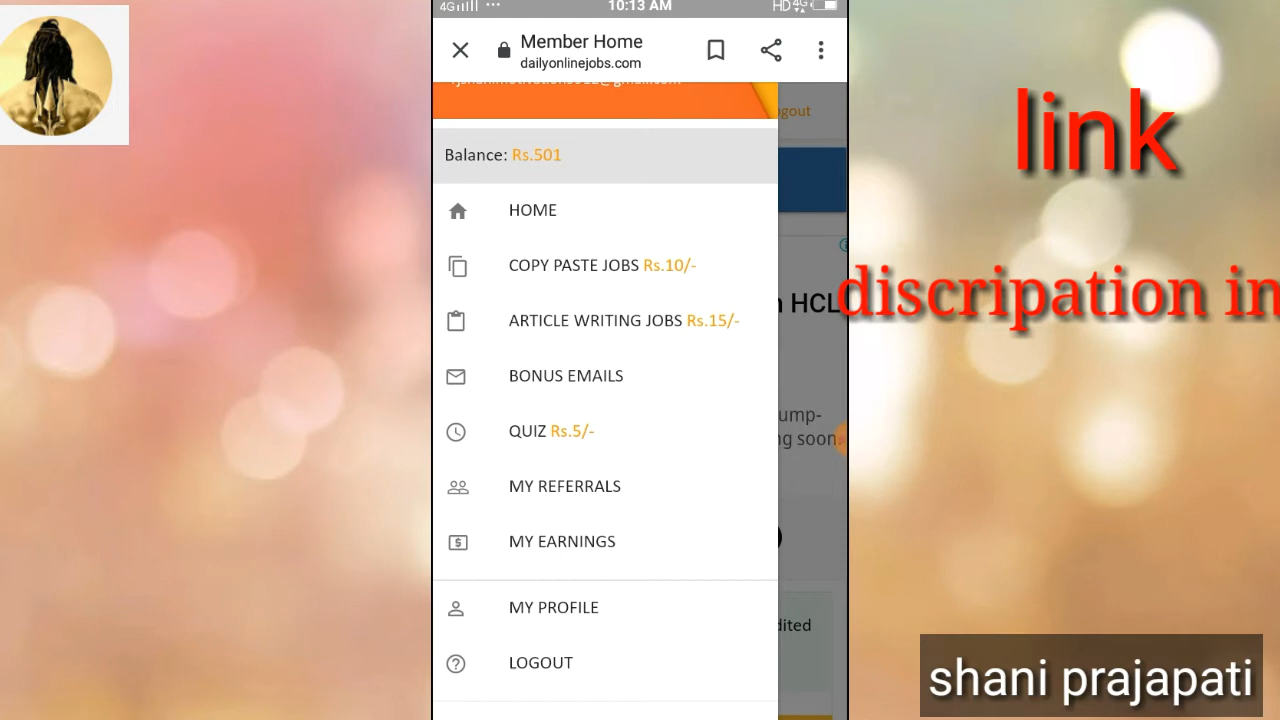 4G
10:13 AM
HD 4G
Member Home
dailyonlinejobs.com
ogout
Balance: Rs.501
HOME
COPY PASTE JOBS Rs.10/-
ARTICLE WRITING JOBS Rs.15/-
BONUS EMAILS
QUIZ Rs.5/-
MY REFERRALS
MY EARNINGS
MY PROFILE
LOGOUT
HCL
ump-
ng soon.
dited
link
discripation in
shani prajapati